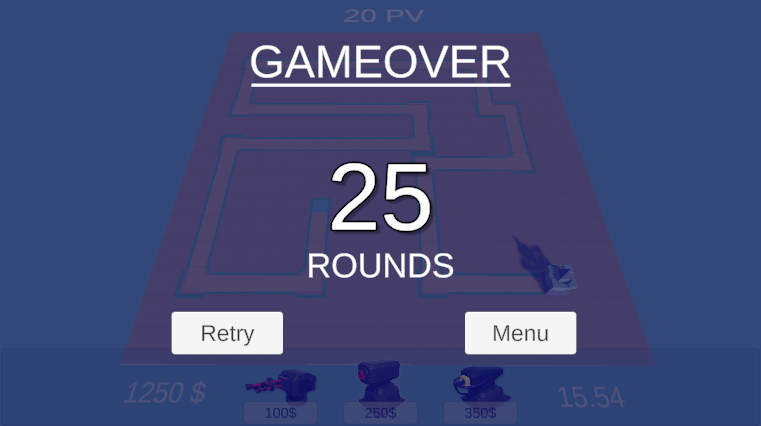 20 PV
GAMEOVER
25
ROUNDS
Retry
Menu
1250 $
100$
250$
350$
15.54